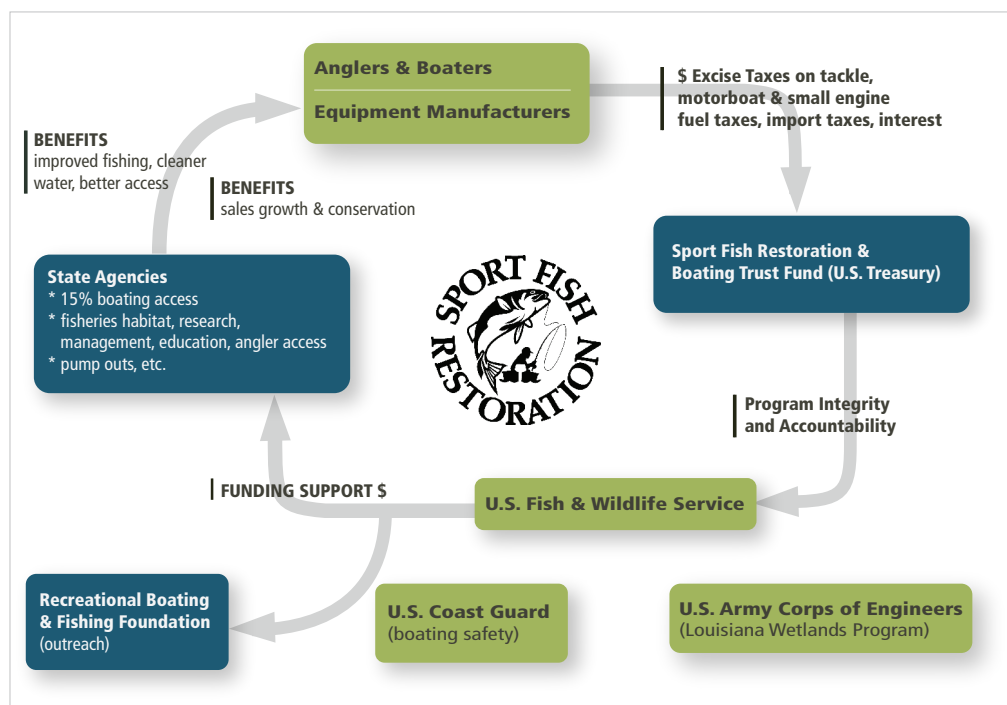 Anglers & Boaters
Equipment Manufacturers
$ Excise Taxes on tackle,
motorboat & small engine
fuel taxes, import taxes, interest
BENEFITS
improved fishing, cleaner
water, better access
BENEFITS
sales growth & conservation
Sport Fish Restoration &
Boating Trust Fund (U.S. Treasury)
State Agencies
* 15% boating access
* fisheries habitat, research,
management, education, angler access
* pump outs, etc.
SPORT FISH
RESTORATION
Program Integrity
and Accountability
FUNDING SUPPORT $
U.S. Fish & Wildlife Service
Recreational Boating
& Fishing Foundation
(outreach)
U.S. Coast Guard
(boating safety)
U.S. Army Corps of Engineers
(Louisiana Wetlands Program)